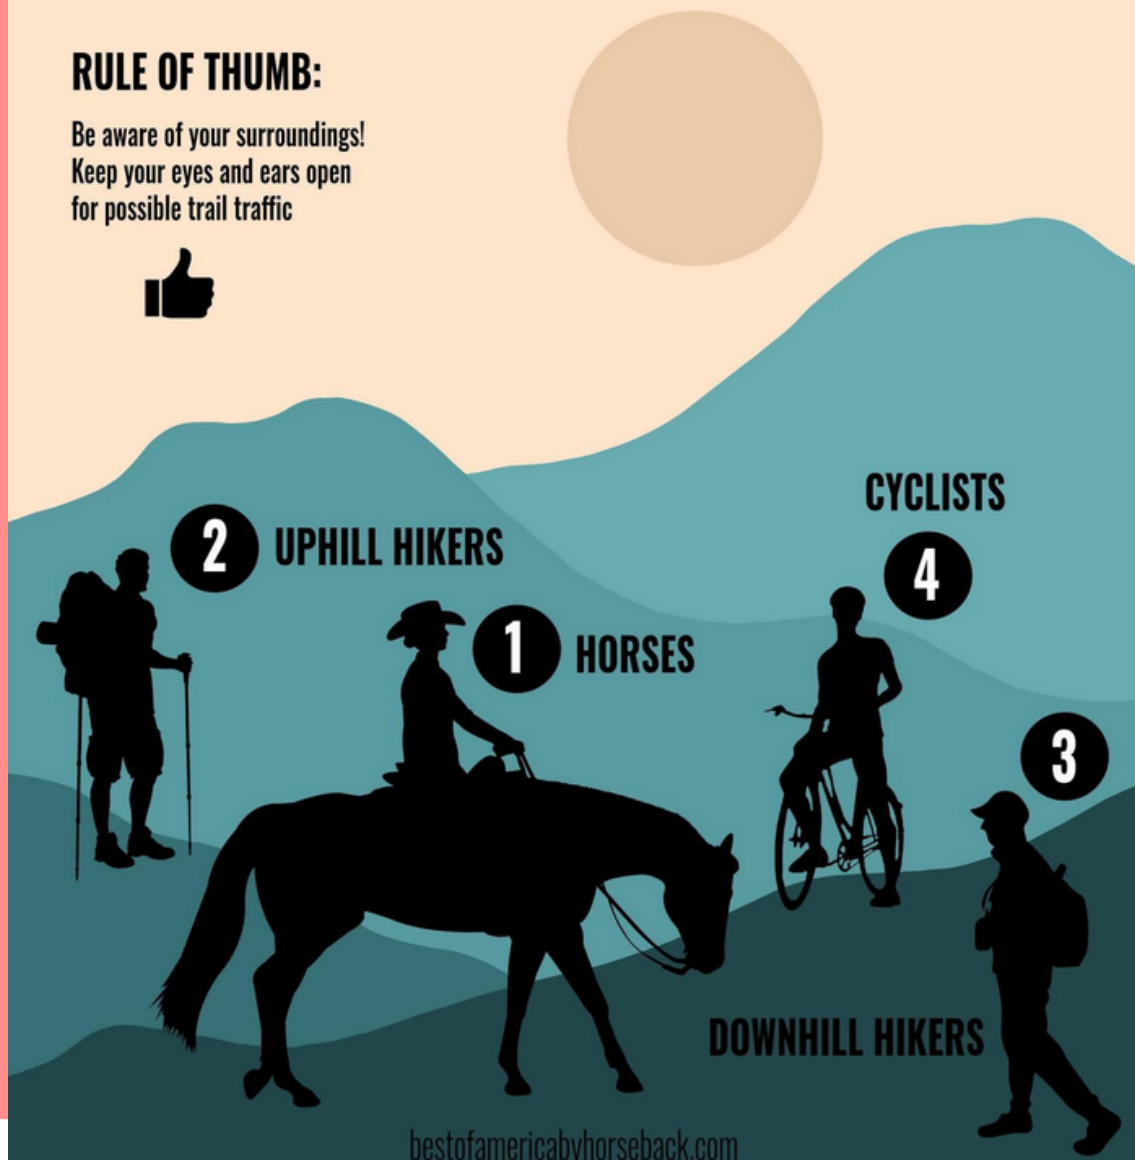 RULE OF THUMB:
Be aware of your surroundings!
Keep your eyes and ears open
for possible trail traffic
CYCLISTS
4
2 UPHILL HIKERS
1 HORSES
3
DOWNHILL HIKERS
bestofamericabyhorseback.com